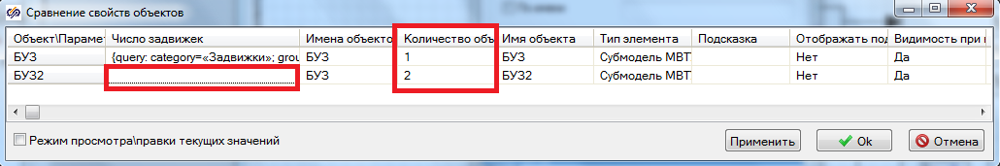 Сравнение свойств объектов
Объект\Парамет Число задвижек Имена объекто Количество объ Имя объекта Тип элемента Подсказка Отображать под Видимость при
БУЗ {query: category=«Задвижки»; grou БУЗ 1 БУЗ Субмодель МВТ Нет Да
БУЗ2 БУЗ 2 БУЗ2 Субмодель МВТ Нет Да
Режим просмотра\правки текущих значений Применить Ok Отмена